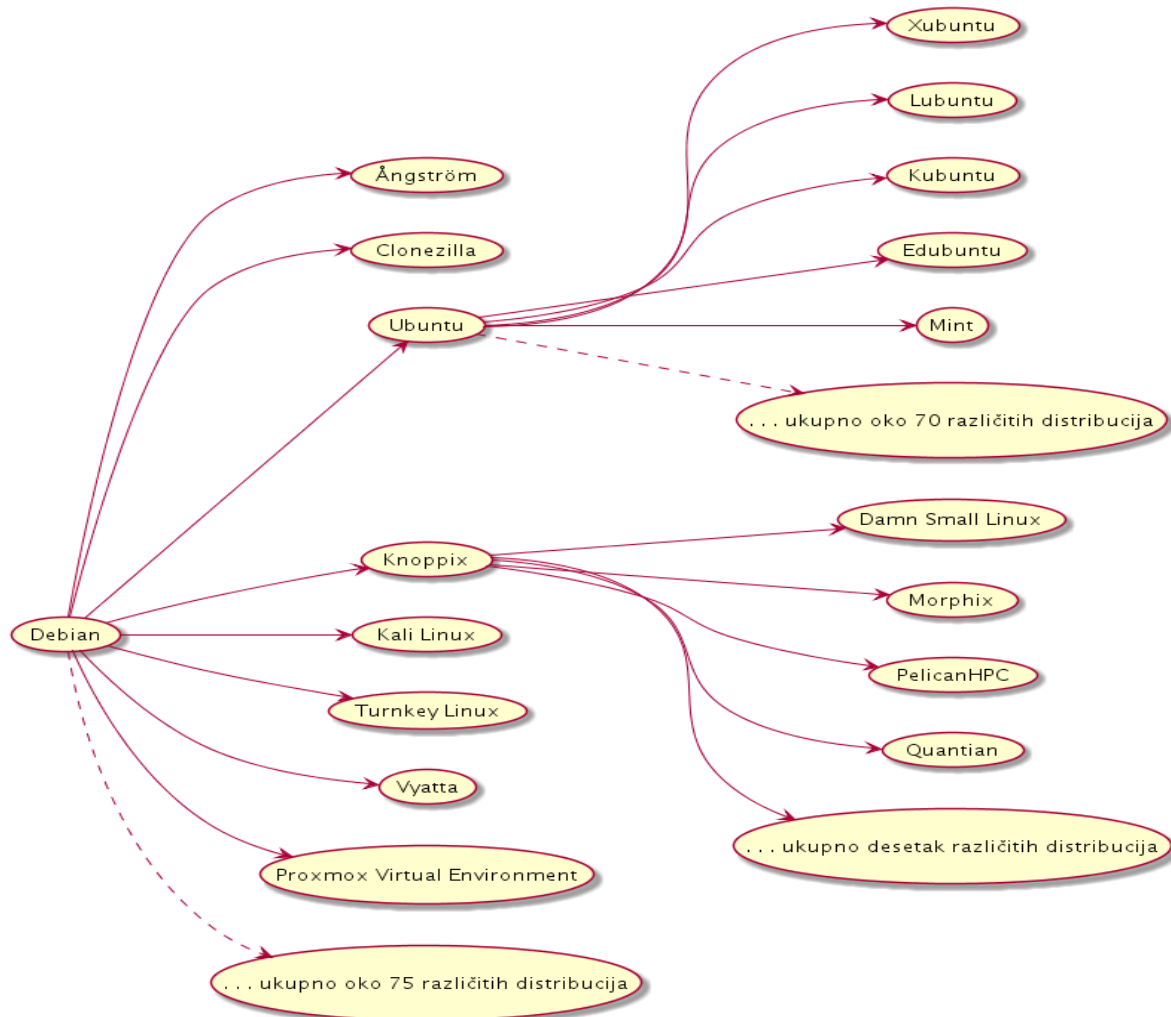 Xubuntu
Lubuntu
Ångström
Kubuntu
Clonezilla
Edubuntu
Ubuntu
Mint
. . . ukupno oko 70 različitih distribucija
Damn Small Linux
Knoppix
Morphix
Debian
Kali Linux
PelicanHPC
Turnkey Linux
Quantian
Vyatta
. . . ukupno desetak različitih distribucija
Proxmox Virtual Environment
. . . ukupno oko 75 različitih distribucija